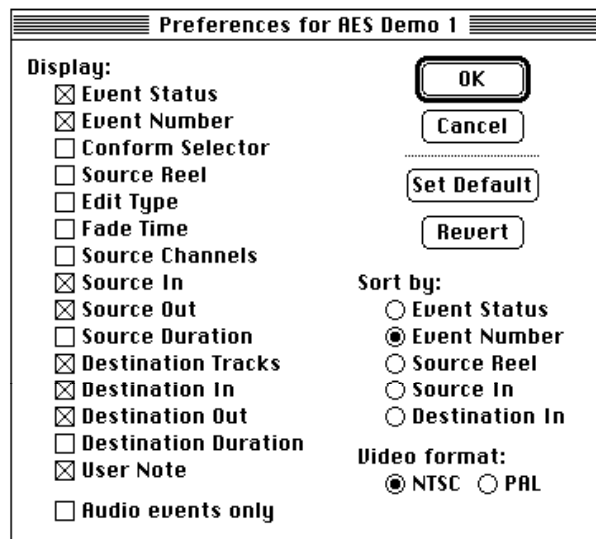 Preferences for AES Demo 1
Display:
Event Status
Event Number
Conform Selector
Source Reel
Edit Type
Fade Time
Source Channels
Source In
Source Out
Source Duration
Destination Tracks
Destination In
Destination Out
Destination Duration
User Note
Audio events only
OK
Cancel
Set Default
Revert
Sort by:
Event Status
Event Number
Source Reel
Source In
Destination In
Video format:
NTSC PAL